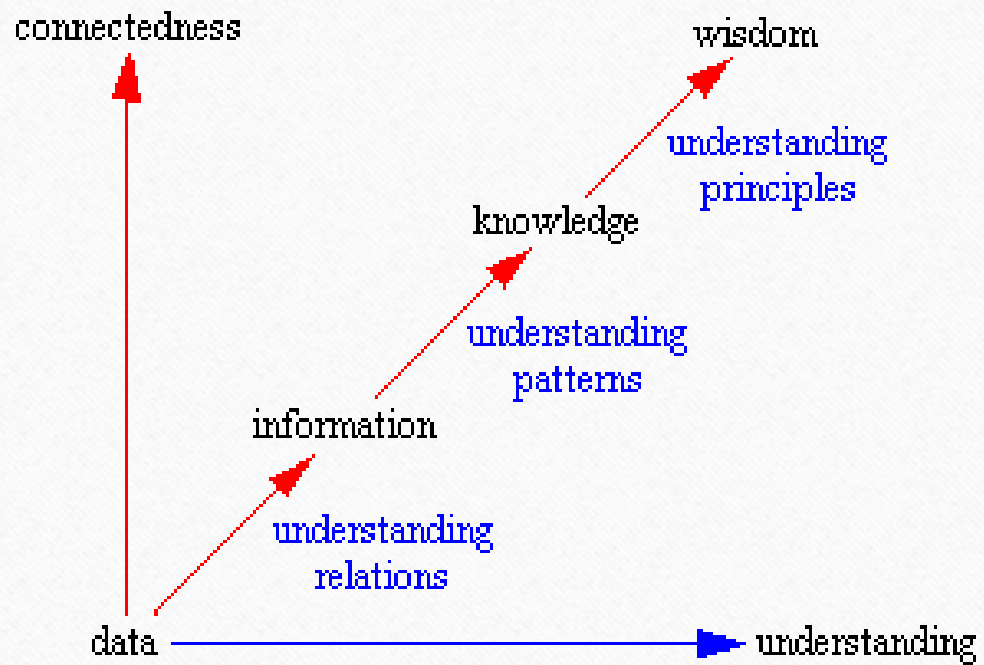 connectedness
wisdom
understanding
principles
knowledge
understanding
patterns
information
understanding
relations
data
understanding